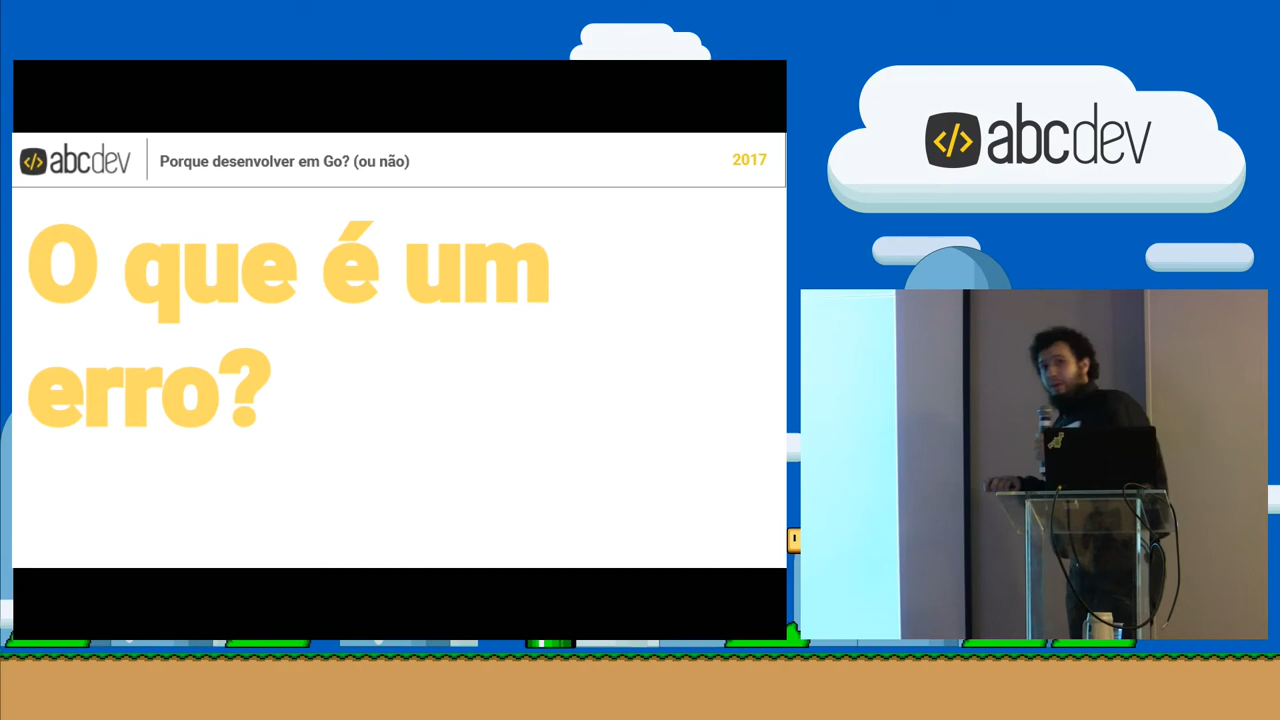 </> abcdev
Porque desenvolver em Go? (ou não)
2017
O que é um
erro?
</> abcdev